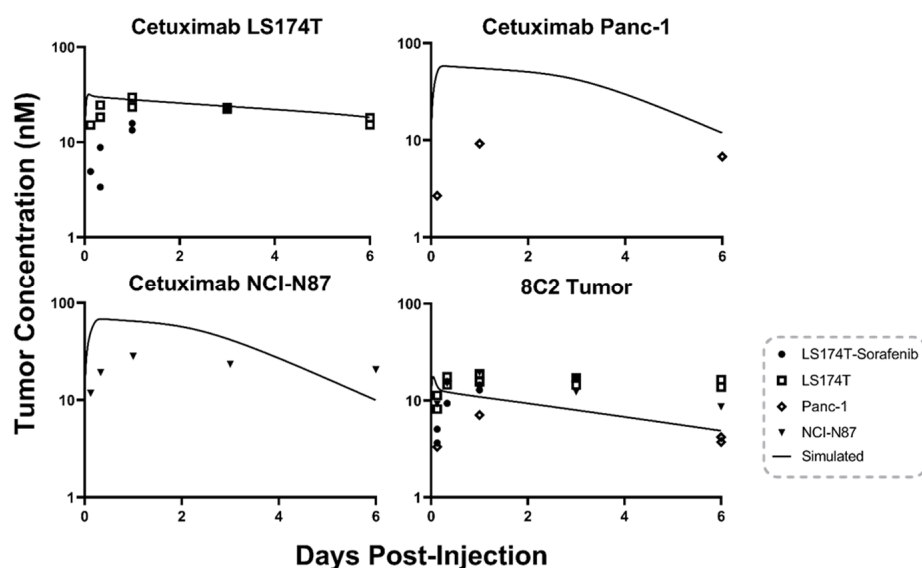 Cetuximab LS174T
Cetuximab Panc-1
Tumor Concentration (nM)
100
10
1
0
2
4
6
100
10
1
0
2
4
6
Cetuximab NCI-N87
8C2 Tumor
100
10
1
0
2
4
6
100
10
1
0
2
4
6
LS174T-Sorafenib
LS174T
Panc-1
NCI-N87
Simulated
Days Post-Injection